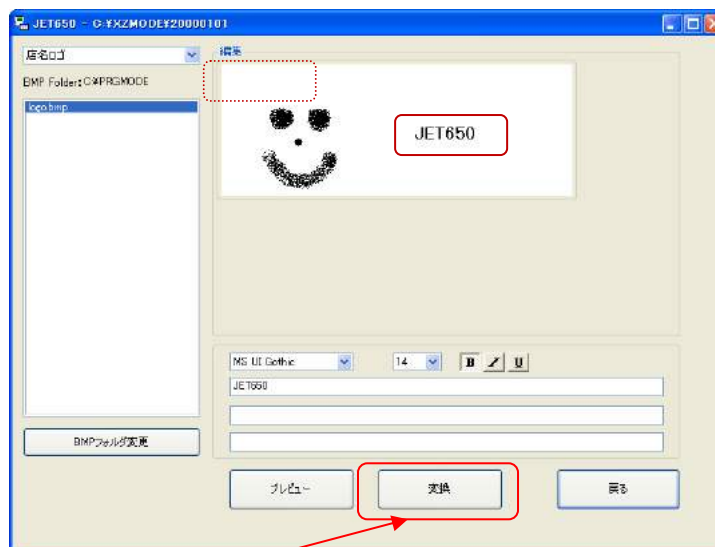 JET650 - C:¥XZMODE¥20000101
店名ロゴ
BMP Folder:C¥PRGMODE
logo.bmp
BMPフォルダ変更
編集
JET650
MS UI Gothic
14
B I U
JET650
プレビュー
変換
戻る